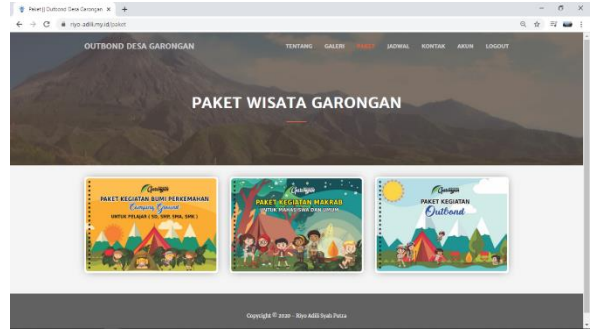 Paket || Outbond Desa Garongan
riyo-adili.my.id/paket
OUTBOND DESA GARONGAN
TENTANG GALERI PAKET JADWAL KONTAK AKUN LOGOUT
PAKET WISATA GARONGAN
Garongan
PAKET KEGIATAN BUMI PERKEMAHAN
Camping Ground
UNTUK PELAJAR ( SD, SMP, SMA, SMK )
Garongan
PAKET KEGIATAN MAKRAB
UNTUK MAHASISWA DAN UMUM
Garongan
PAKET KEGIATAN
Outbond
Copyright © 2020 - Riyo Adili Syah Putra